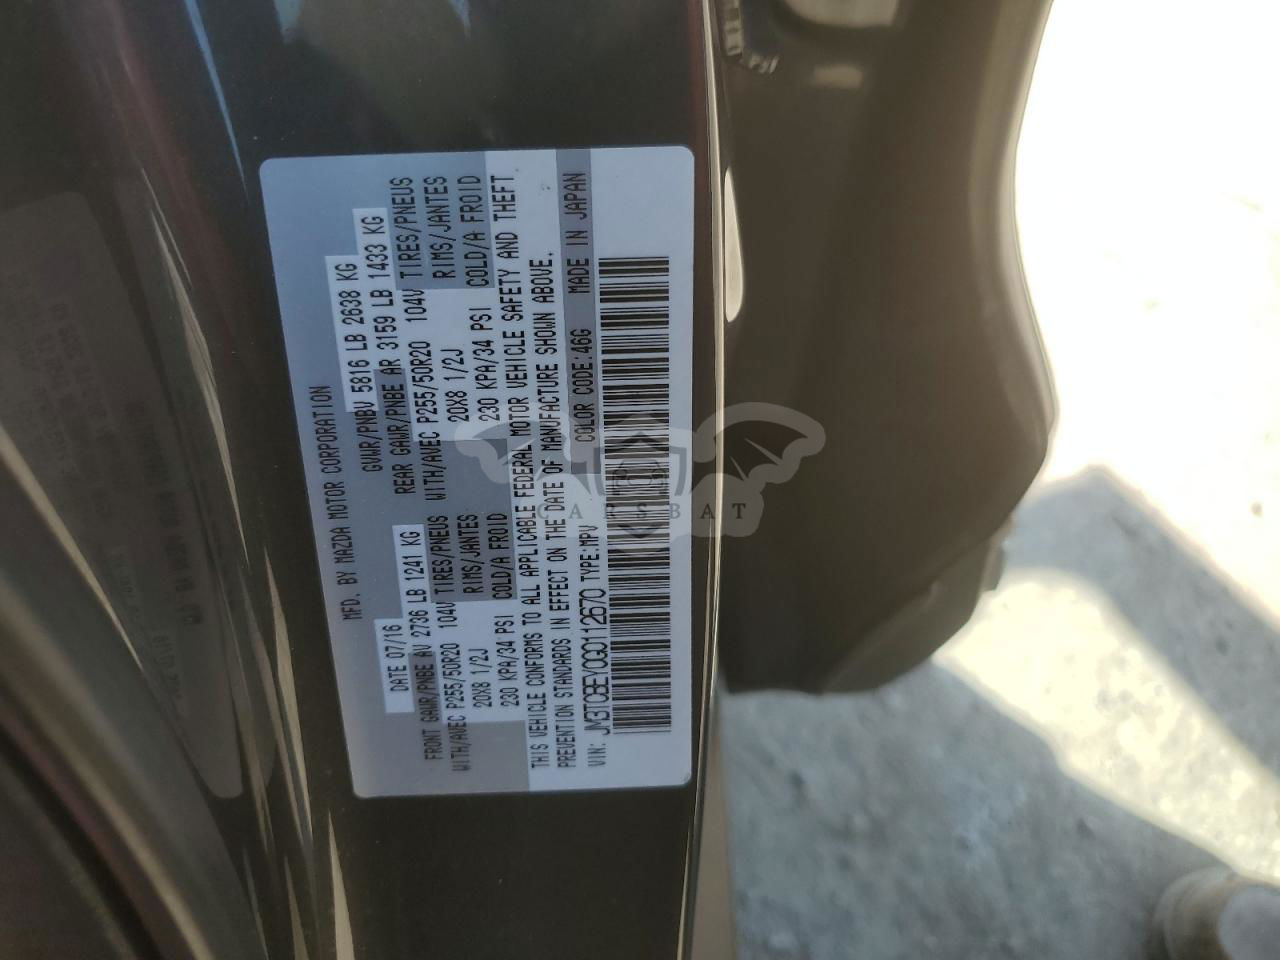 MFD. BY MAZDA MOTOR CORPORATION
DATE 07/16 GVWR/PNBV 5816 LB 2638 KG
FRONT GAWR/PNBE AV 2736 LB 1241 KG REAR GAWR/PNBE AR 3159 LB 1433 KG
WITH/AVEC P255/50R20 104V TIRES/PNEUS WITH/AVEC P255/50R20 104V TIRES/PNEUS
20X8 1/2J RIMS/JANTES 20X8 1/2J RIMS/JANTES
230 KPA/34 PSI COLD/A FROID 230 KPA/34 PSI COLD/A FROID
THIS VEHICLE CONFORMS TO ALL APPLICABLE FEDERAL MOTOR VEHICLE SAFETY AND THEFT
PREVENTION STANDARDS IN EFFECT ON THE DATE OF MANUFACTURE SHOWN ABOVE.
VIN: JM3TCBEY0G0112670 TYPE:MPV COLOR CODE:46G MADE IN JAPAN
CARSBAT